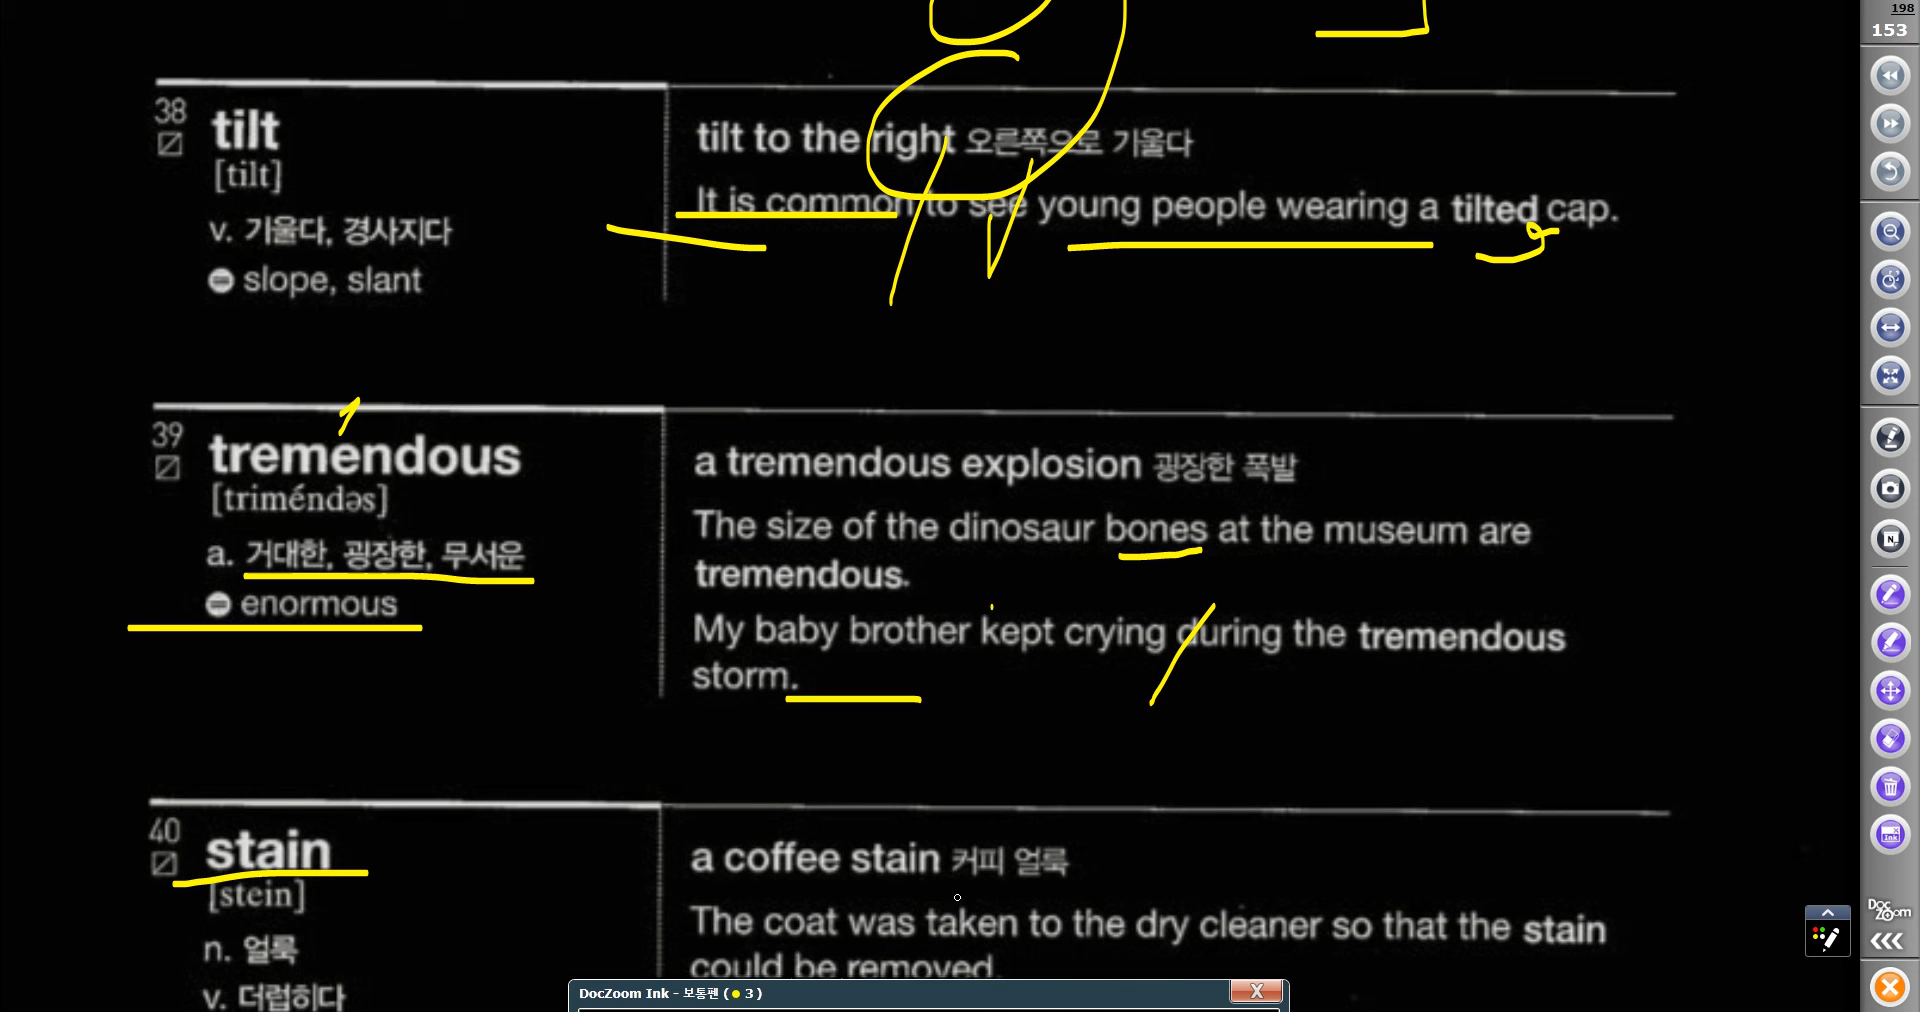 198
153
38
tilt
[tilt]
v. 기울다, 경사지다
slope, slant
tilt to the right 오른쪽으로 기울다
It is common to see young people wearing a tilted cap.
39
tremendous
[triméndəs]
a. 거대한, 굉장한, 무서운
enormous
a tremendous explosion 굉장한 폭발
The size of the dinosaur bones at the museum are
tremendous.
My baby brother kept crying during the tremendous
storm.
40
stain
[stein]
n. 얼룩
v. 더럽히다
a coffee stain 커피 얼룩
The coat was taken to the dry cleaner so that the stain
could be removed.
DocZoom Ink - 보통펜 ( 3 )
Ink
DocZoom